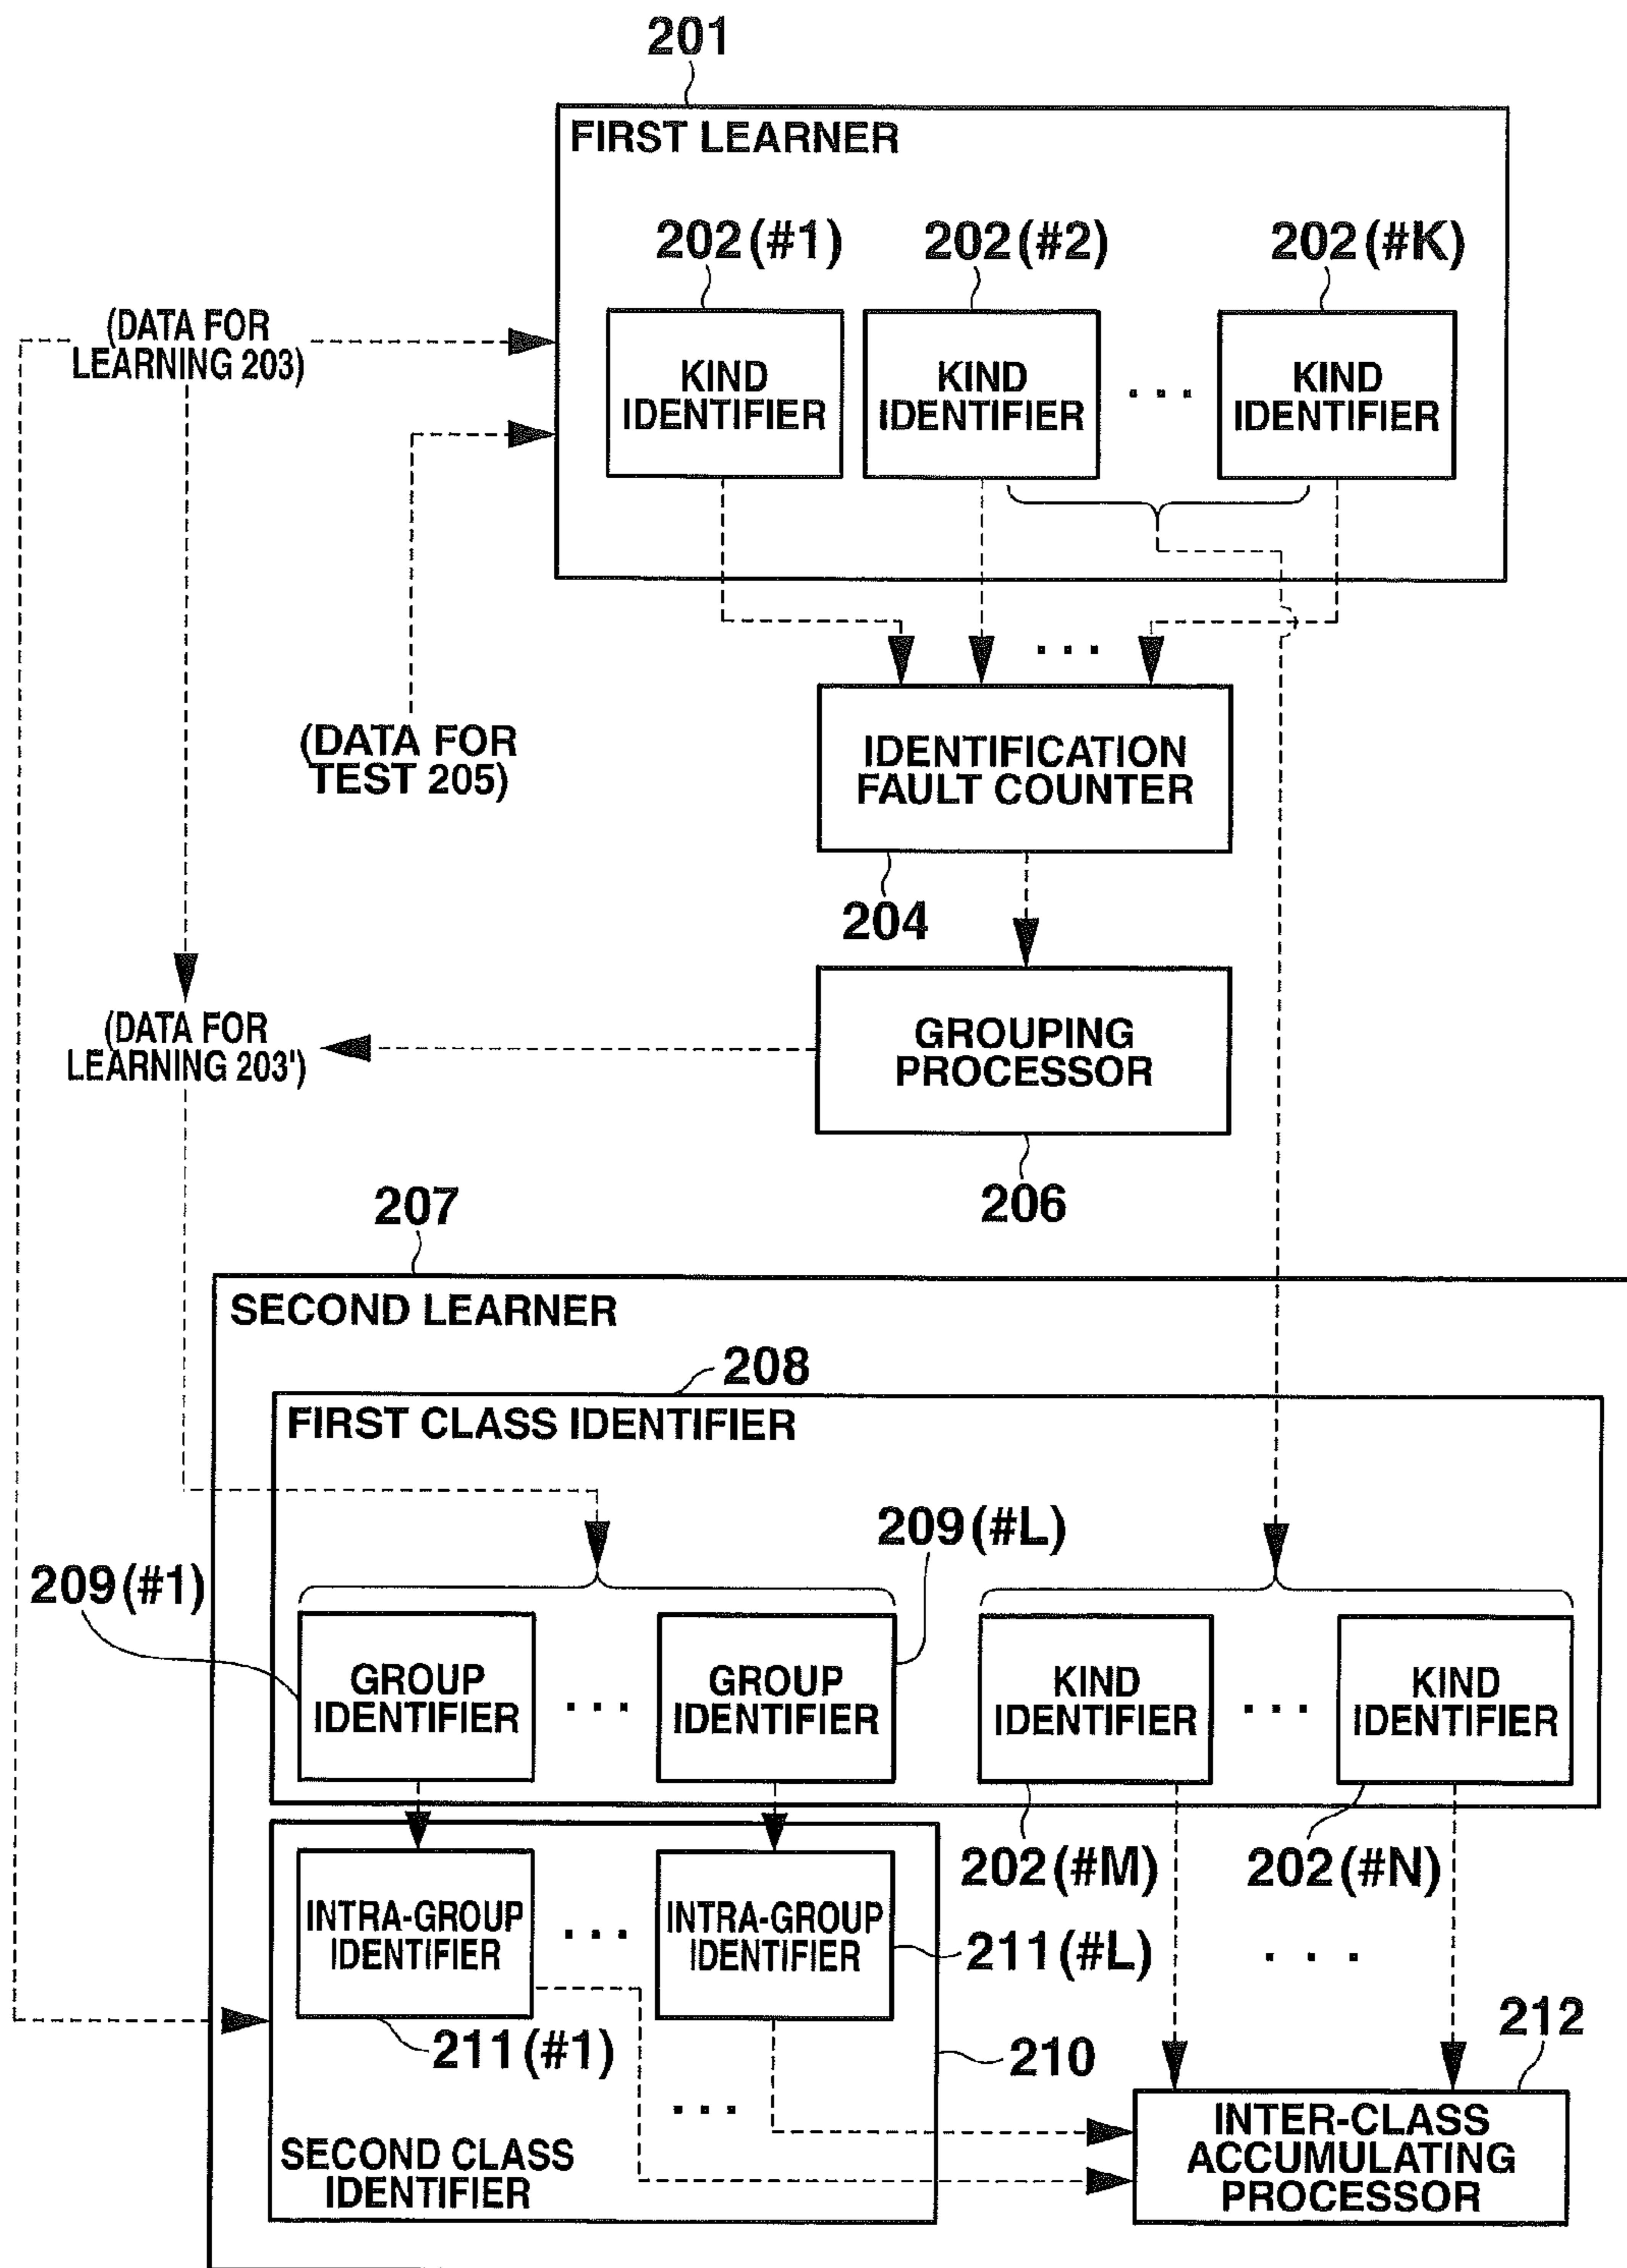 201
FIRST LEARNER
202(#1)
202(#2)
202(#K)
(DATA FOR
LEARNING 203)
KIND
IDENTIFIER
KIND
IDENTIFIER
...
KIND
IDENTIFIER
...
(DATA FOR
TEST 205)
IDENTIFICATION
FAULT COUNTER
204
(DATA FOR
LEARNING 203')
GROUPING
PROCESSOR
206
207
SECOND LEARNER
208
FIRST CLASS IDENTIFIER
209(#L)
209(#1)
GROUP
IDENTIFIER
...
GROUP
IDENTIFIER
KIND
IDENTIFIER
...
KIND
IDENTIFIER
202(#M)
202(#N)
INTRA-GROUP
IDENTIFIER
...
INTRA-GROUP
IDENTIFIER
211(#L)
...
211(#1)
210
212
...
SECOND CLASS
IDENTIFIER
INTER-CLASS
ACCUMULATING
PROCESSOR